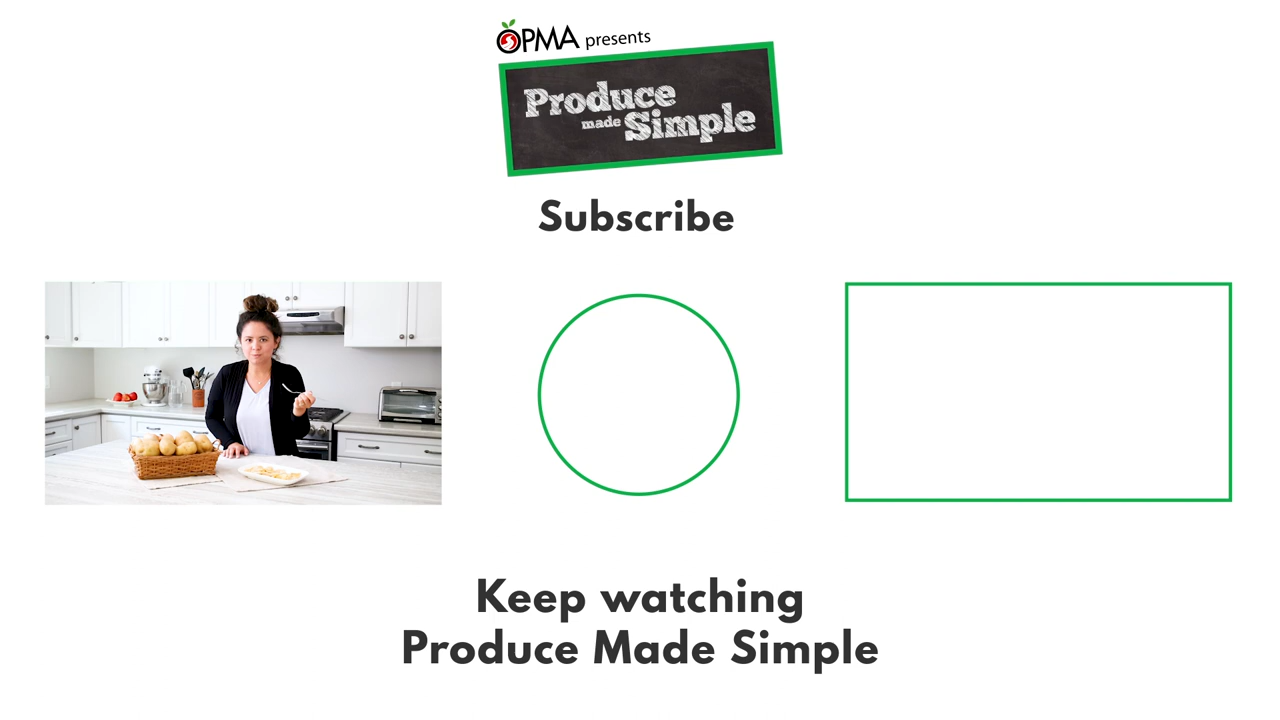 OPMA presents
Produce
made Simple
Subscribe
Keep watching
Produce Made Simple